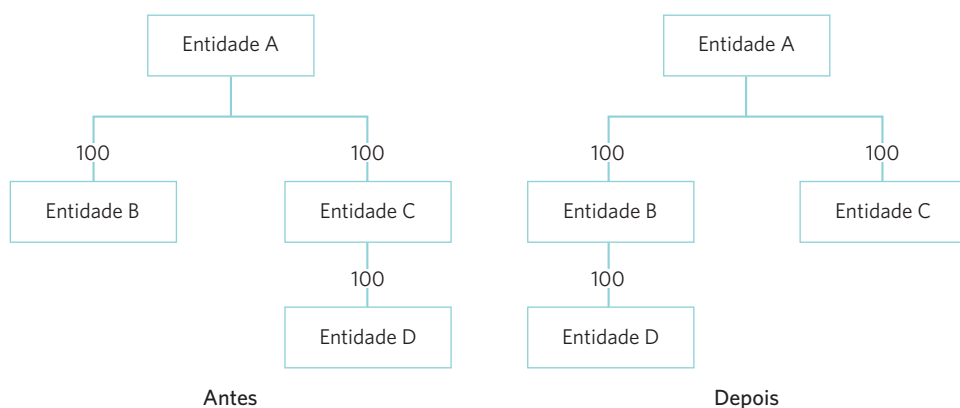 Entidade A
Entidade A
100
100
100
100
Entidade B
Entidade C
Entidade B
Entidade C
100
100
Entidade D
Entidade D
Antes
Depois